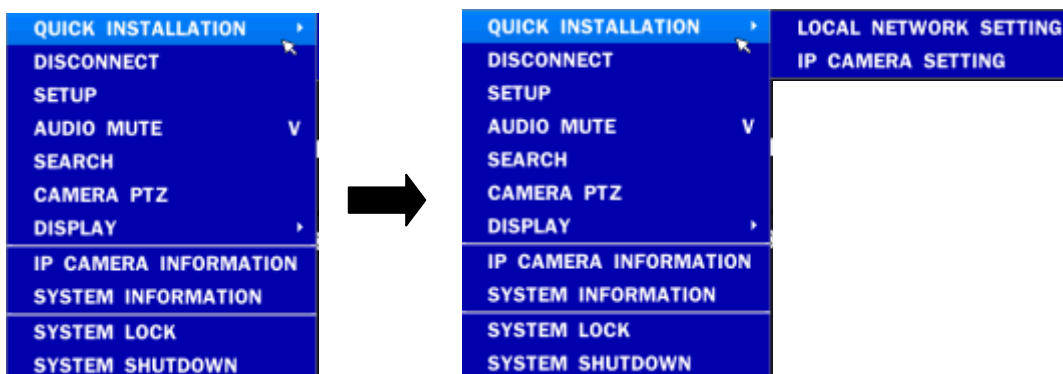 QUICK INSTALLATION
DISCONNECT
SETUP
AUDIO MUTE V
SEARCH
CAMERA PTZ
DISPLAY
IP CAMERA INFORMATION
SYSTEM INFORMATION
SYSTEM LOCK
SYSTEM SHUTDOWN
QUICK INSTALLATION
DISCONNECT
SETUP
AUDIO MUTE V
SEARCH
CAMERA PTZ
DISPLAY
IP CAMERA INFORMATION
SYSTEM INFORMATION
SYSTEM LOCK
SYSTEM SHUTDOWN
LOCAL NETWORK SETTING
IP CAMERA SETTING